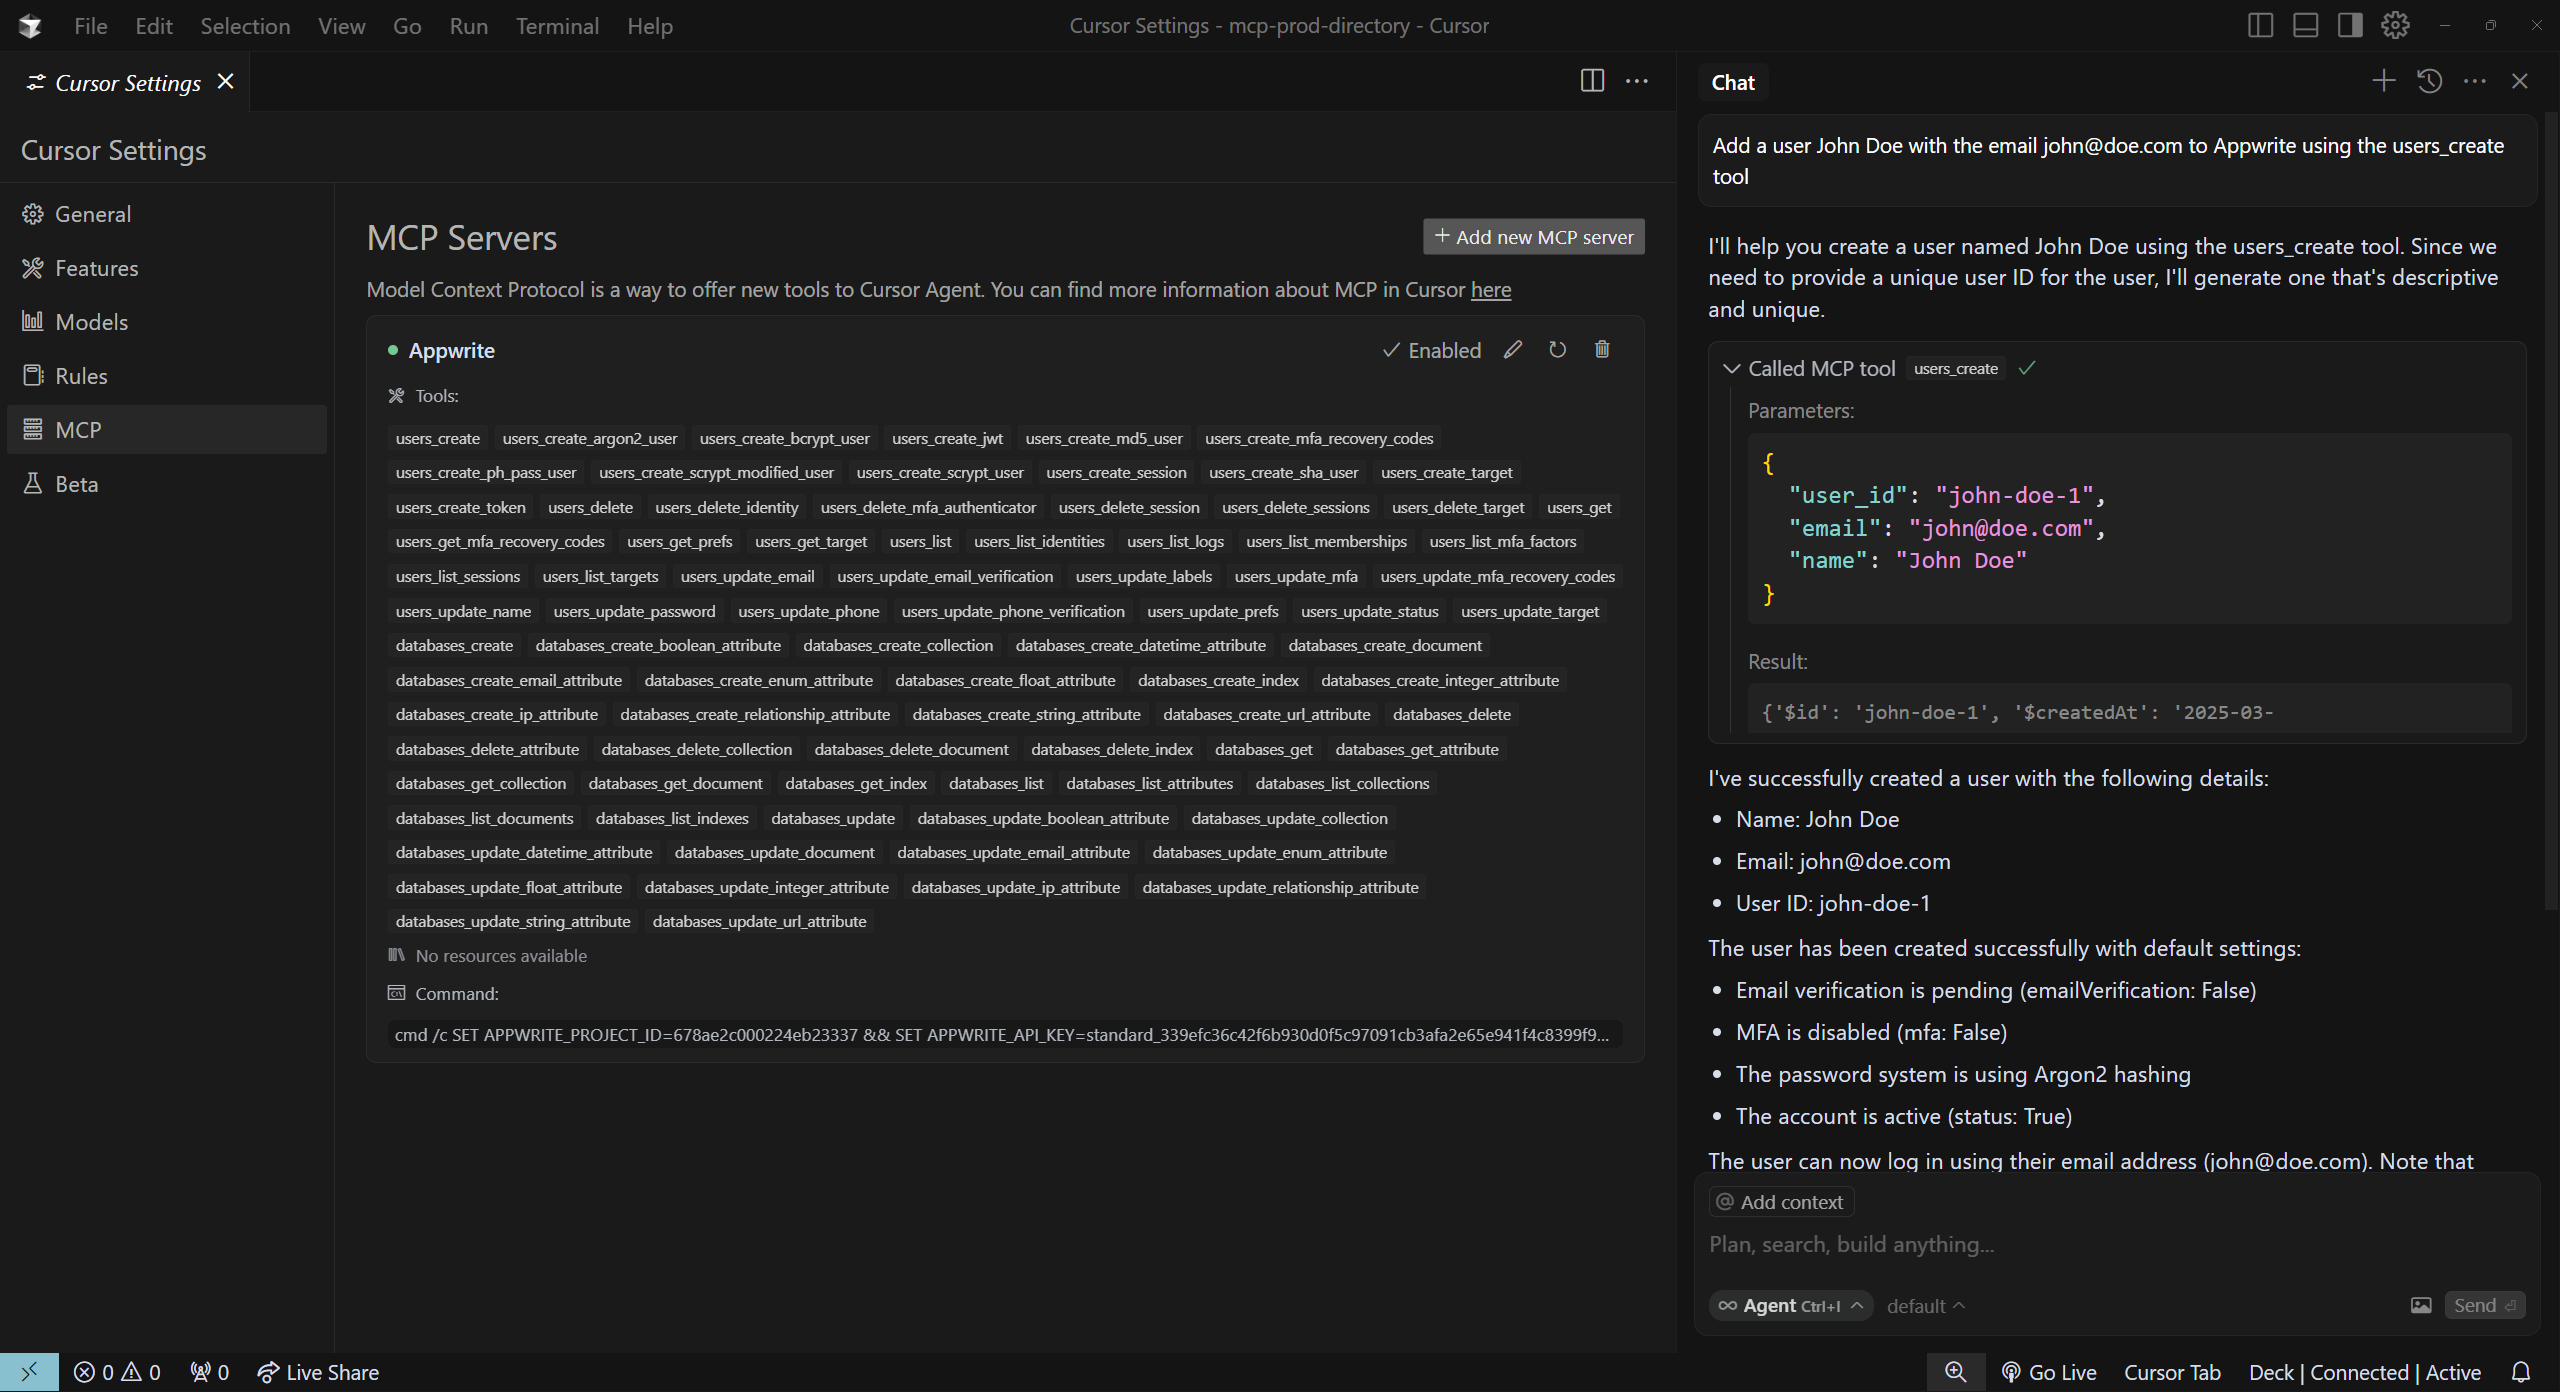 File Edit Selection View Go Run Terminal Help
Cursor Settings - mcp-prod-directory - Cursor
Cursor Settings
Cursor Settings
General
Features
Models
Rules
MCP
Beta
MCP Servers
+ Add new MCP server
Model Context Protocol is a way to offer new tools to Cursor Agent. You can find more information about MCP in Cursor here
Appwrite
Enabled
Tools:
users_create users_create_argon2_user users_create_bcrypt_user users_create_jwt users_create_md5_user users_create_mfa_recovery_codes
users_create_ph_pass_user users_create_scrypt_modified_user users_create_scrypt_user users_create_session users_create_sha_user users_create_target
users_create_token users_delete users_delete_identity users_delete_mfa_authenticator users_delete_session users_delete_sessions users_delete_target users_get
users_get_mfa_recovery_codes users_get_prefs users_get_target users_list users_list_identities users_list_logs users_list_memberships users_list_mfa_factors
users_list_sessions users_list_targets users_update_email users_update_email_verification users_update_labels users_update_mfa users_update_mfa_recovery_codes
users_update_name users_update_password users_update_phone users_update_phone_verification users_update_prefs users_update_status users_update_target
databases_create databases_create_boolean_attribute databases_create_collection databases_create_datetime_attribute databases_create_document
databases_create_email_attribute databases_create_enum_attribute databases_create_float_attribute databases_create_index databases_create_integer_attribute
databases_create_ip_attribute databases_create_relationship_attribute databases_create_string_attribute databases_create_url_attribute databases_delete
databases_delete_attribute databases_delete_collection databases_delete_document databases_delete_index databases_get databases_get_attribute
databases_get_collection databases_get_document databases_get_index databases_list databases_list_attributes databases_list_collections
databases_list_documents databases_list_indexes databases_update databases_update_boolean_attribute databases_update_collection
databases_update_datetime_attribute databases_update_document databases_update_email_attribute databases_update_enum_attribute
databases_update_float_attribute databases_update_integer_attribute databases_update_ip_attribute databases_update_relationship_attribute
databases_update_string_attribute databases_update_url_attribute
No resources available
Command:
cmd /c SET APPWRITE_PROJECT_ID=678ae2c000224eb23337 && SET APPWRITE_API_KEY=standard_339efc36c42f6b930d0f5c97091cb3afa2e65e941f4c8399f9...
Chat
Add a user John Doe with the email john@doe.com to Appwrite using the users_create
tool
I'll help you create a user named John Doe using the users_create tool. Since we
need to provide a unique user ID for the user, I'll generate one that's descriptive
and unique.
Called MCP tool users_create
Parameters:
{
"user_id": "john-doe-1",
"email": "john@doe.com",
"name": "John Doe"
}
Result:
{'$id': 'john-doe-1', '$createdAt': '2025-03-
I've successfully created a user with the following details:
• Name: John Doe
• Email: john@doe.com
• User ID: john-doe-1
The user has been created successfully with default settings:
• Email verification is pending (emailVerification: False)
• MFA is disabled (mfa: False)
• The password system is using Argon2 hashing
• The account is active (status: True)
The user can now log in using their email address (john@doe.com). Note that
@ Add context
Plan, search, build anything...
Agent Ctrl+I default
Send
0 0 0 Live Share
Go Live Cursor Tab Deck | Connected | Active